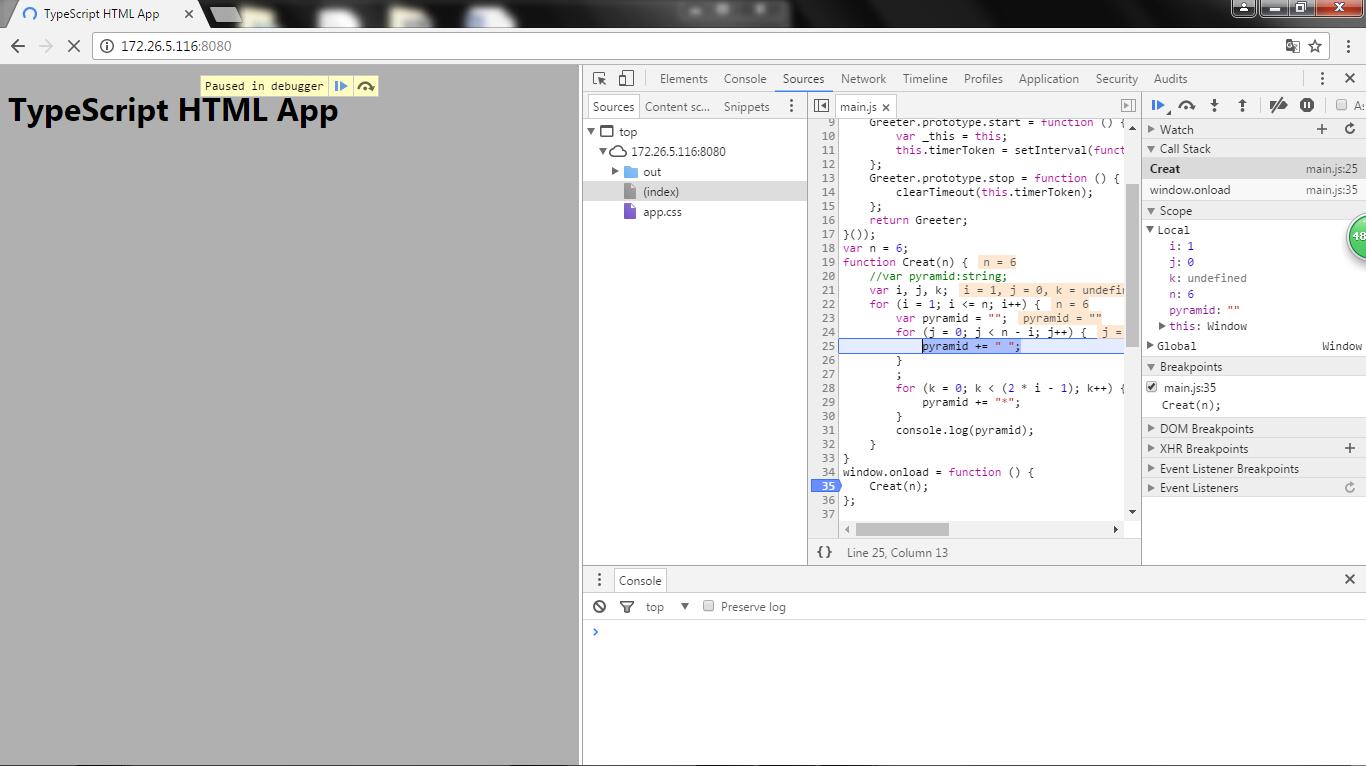 TypeScript HTML App
172.26.5.116:8080
Paused in debugger
TypeScript HTML App
Elements Console Sources Network Timeline Profiles Application Security Audits
Sources Content sc... Snippets
top
172.26.5.116:8080
out
(index)
app.css
main.js
9 Greeter.prototype.start = function () {
10 var _this = this;
11 this.timerToken = setInterval(funct
12 };
13 Greeter.prototype.stop = function () {
14 clearTimeout(this.timerToken);
15 };
16 return Greeter;
17 }());
18 var n = 6;
19 function Creat(n) { n = 6
20 //var pyramid:string;
21 var i, j, k; i = 1, j = 0, k = undefin
22 for (i = 1; i <= n; i++) { n = 6
23 var pyramid = ""; pyramid = ""
24 for (j = 0; j < n - i; j++) { j =
25 pyramid += " ";
26 }
27 ;
28 for (k = 0; k < (2 * i - 1); k++) {
29 pyramid += "*";
30 }
31 console.log(pyramid);
32 }
33 }
34 window.onload = function () {
35 Creat(n);
36 };
37
{} Line 25, Column 13
As
Watch
Call Stack
Creat main.js:25
window.onload main.js:35
Scope
Local
i: 1
j: 0
k: undefined
n: 6
pyramid: ""
this: Window
Global Window
Breakpoints
main.js:35
Creat(n);
DOM Breakpoints
XHR Breakpoints
Event Listener Breakpoints
Event Listeners
48
Console
top Preserve log